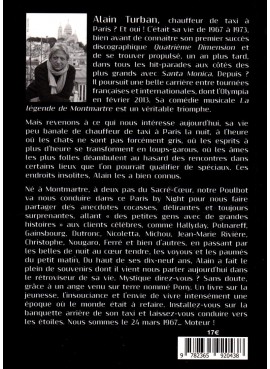 Alain Turban, chauffeur de taxi à
Paris ? Et oui ! C'était sa vie de 1967 à 1973,
bien avant de connaître son premier succès
discographique Quatrième Dimension et
de se trouver propulsé, un an plus tard,
dans tous les hit-parades aux côtés des
plus grands avec Santa Monica. Depuis ?
Il poursuit une belle carrière entre tournées
françaises et internationales, dont l'Olympia
en février 2013. Sa comédie musicale La
légende de Montmartre est un véritable triomphe.
Mais revenons à ce qui nous intéresse aujourd'hui, sa vie
peu banale de chauffeur de taxi à Paris la nuit, à l'heure
où les chats ne sont pas forcément gris, où les esprits à
plus d'heure se transforment en loups-garous, où les âmes
les plus folles déambulent au hasard des rencontres dans
certains lieux que l'on pourrait qualifier de spéciaux. Ces
endroits insolites, Alain les a bien connus.
Né à Montmartre, à deux pas du Sacré-Cœur, notre Poulbot
va nous conduire dans ce Paris by Night pour nous faire
partager des anecdotes cocasses, délirantes et toujours
surprenantes, allant « des petites gens avec de grandes
histoires » aux clients célèbres, comme Hallyday, Polnareff,
Gainsbourg, Dutronc, Nicoletta, Michou, Jean-Marie Rivière,
Christophe, Nougaro, Ferré et bien d'autres, en passant par
les belles de nuit au cœur tendre, les voyous et les paumés
du petit matin. Du haut de ses dix-neuf ans, Alain a fait le
plein de souvenirs dont il vient nous parler aujourd'hui dans
le rétroviseur de sa vie. Mystique direz-vous ? Sans doute,
grâce à un ange venu sur terre nommé Pony. Un livre sur la
jeunesse, l'insouciance et l'envie de vivre intensément une
époque où le monde était à refaire. Installez-vous sur la
banquette arrière de son taxi et laissez-vous conduire vers
les étoiles. Nous sommes le 24 mars 1967... Moteur !
17€
9 782365 920438